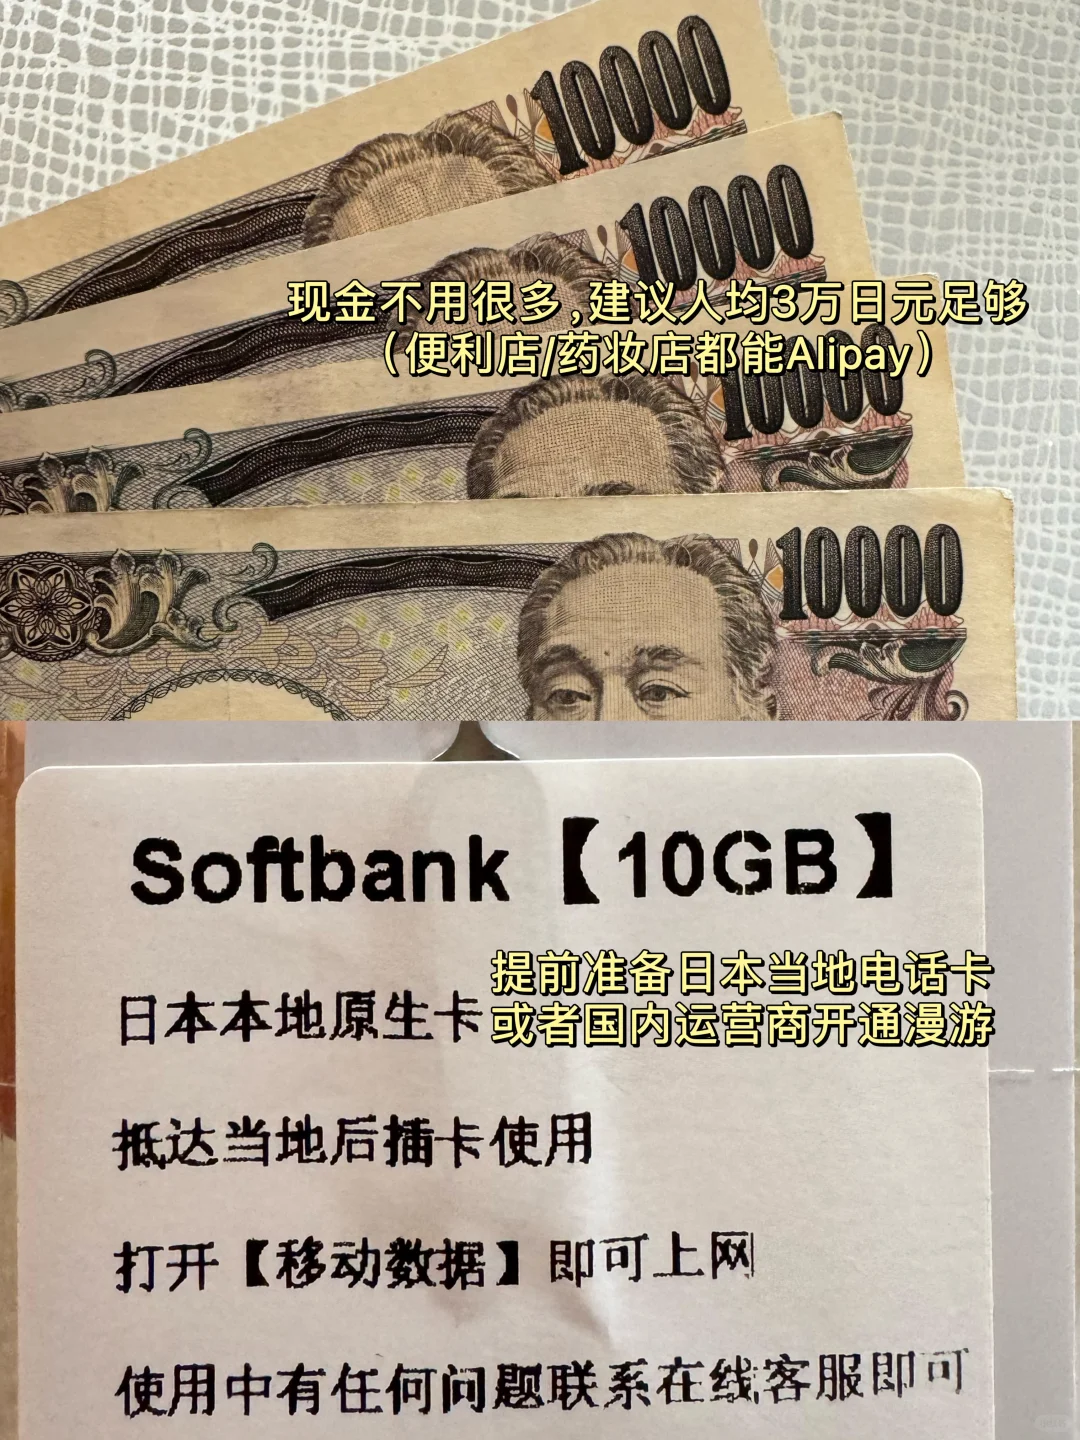 10000
10000
现金不用很多,建议人均3万日元足够
（便利店/药妆店都能Alipay）
10000
10000
Softbank【10GB】
提前准备日本当地电话卡
日本本地原生卡
或者国内运营商开通漫游
抵达当地后插卡使用
打开【移动数据】即可上网
使用中有任何问题联系在线客服即可